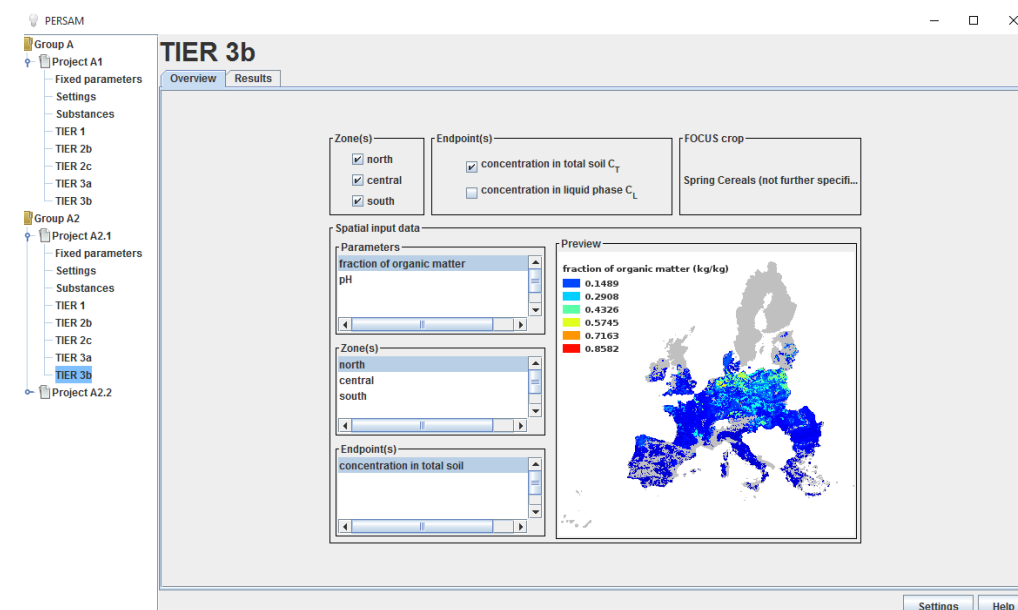 PERSAM
Group A
Project A1
Fixed parameters
Settings
Substances
TIER 1
TIER 2b
TIER 2c
TIER 3a
TIER 3b
Group A2
Project A2.1
Fixed parameters
Settings
Substances
TIER 1
TIER 2b
TIER 2c
TIER 3a
TIER 3b
Project A2.2
TIER 3b
Overview Results
Zone(s)
north
central
south
Endpoint(s)
concentration in total soil C_T
concentration in liquid phase C_L
FOCUS crop
Spring Cereals (not further specifi...
Spatial input data
Parameters
fraction of organic matter
pH
Zone(s)
north
central
south
Endpoint(s)
concentration in total soil
Preview
fraction of organic matter (kg/kg)
0.1489
0.2908
0.4326
0.5745
0.7163
0.8582
Settings Help